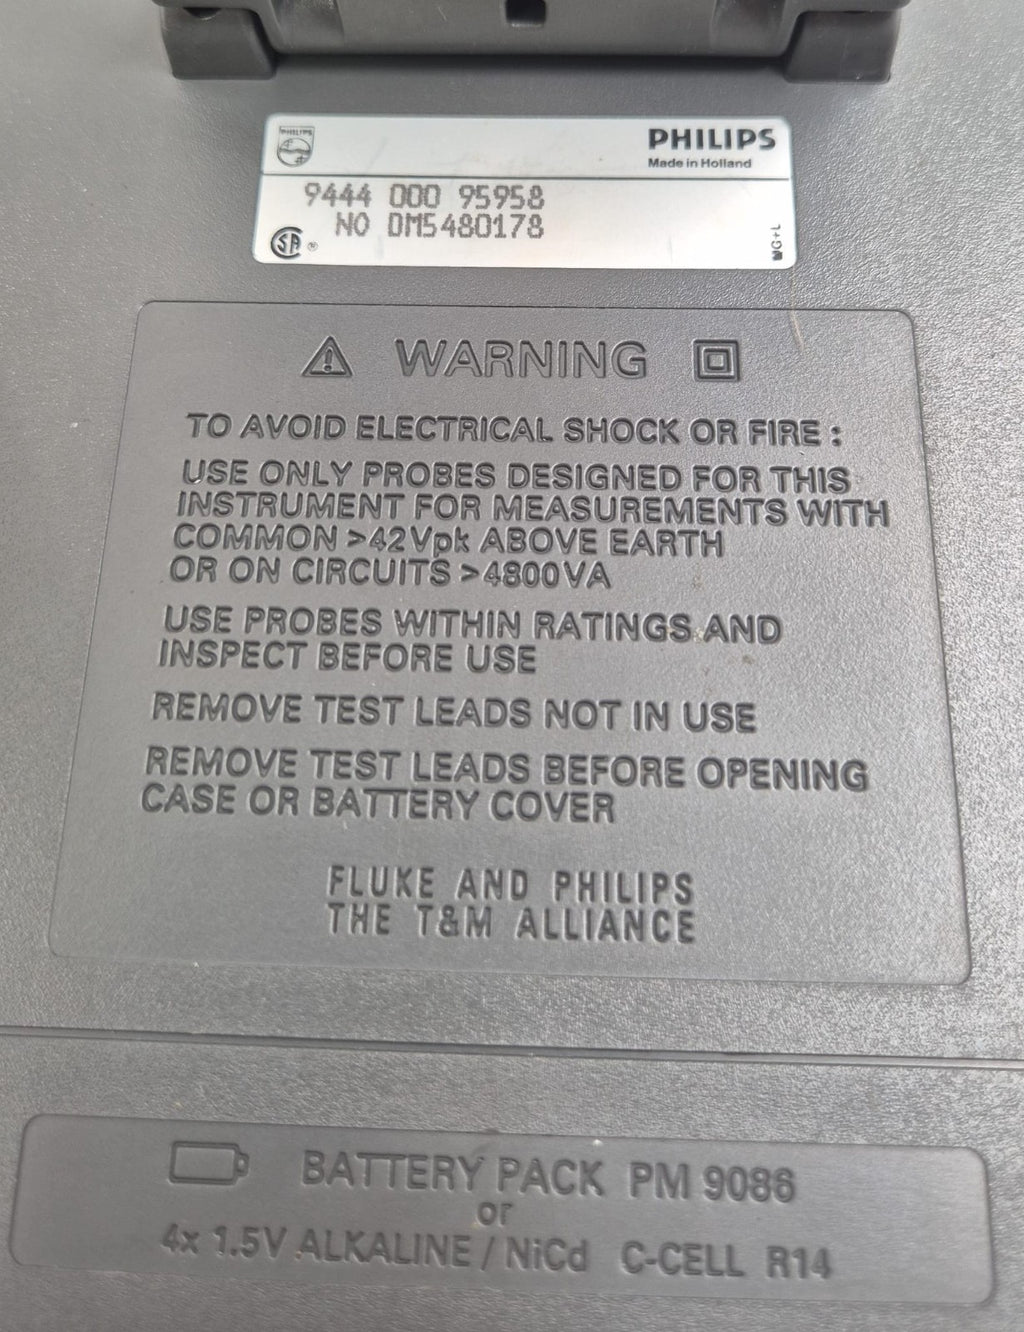 PHILIPS
PHILIPS
Made in Holland
9444 000 95958
NO DM5480178
SA ®
WG+L
WARNING
TO AVOID ELECTRICAL SHOCK OR FIRE :
USE ONLY PROBES DESIGNED FOR THIS
INSTRUMENT FOR MEASUREMENTS WITH
COMMON >42Vpk ABOVE EARTH
OR ON CIRCUITS >4800VA
USE PROBES WITHIN RATINGS AND
INSPECT BEFORE USE
REMOVE TEST LEADS NOT IN USE
REMOVE TEST LEADS BEFORE OPENING
CASE OR BATTERY COVER
FLUKE AND PHILIPS
THE T&M ALLIANCE
BATTERY PACK PM 9086
or
4x 1.5V ALKALINE / NiCd C-CELL R14